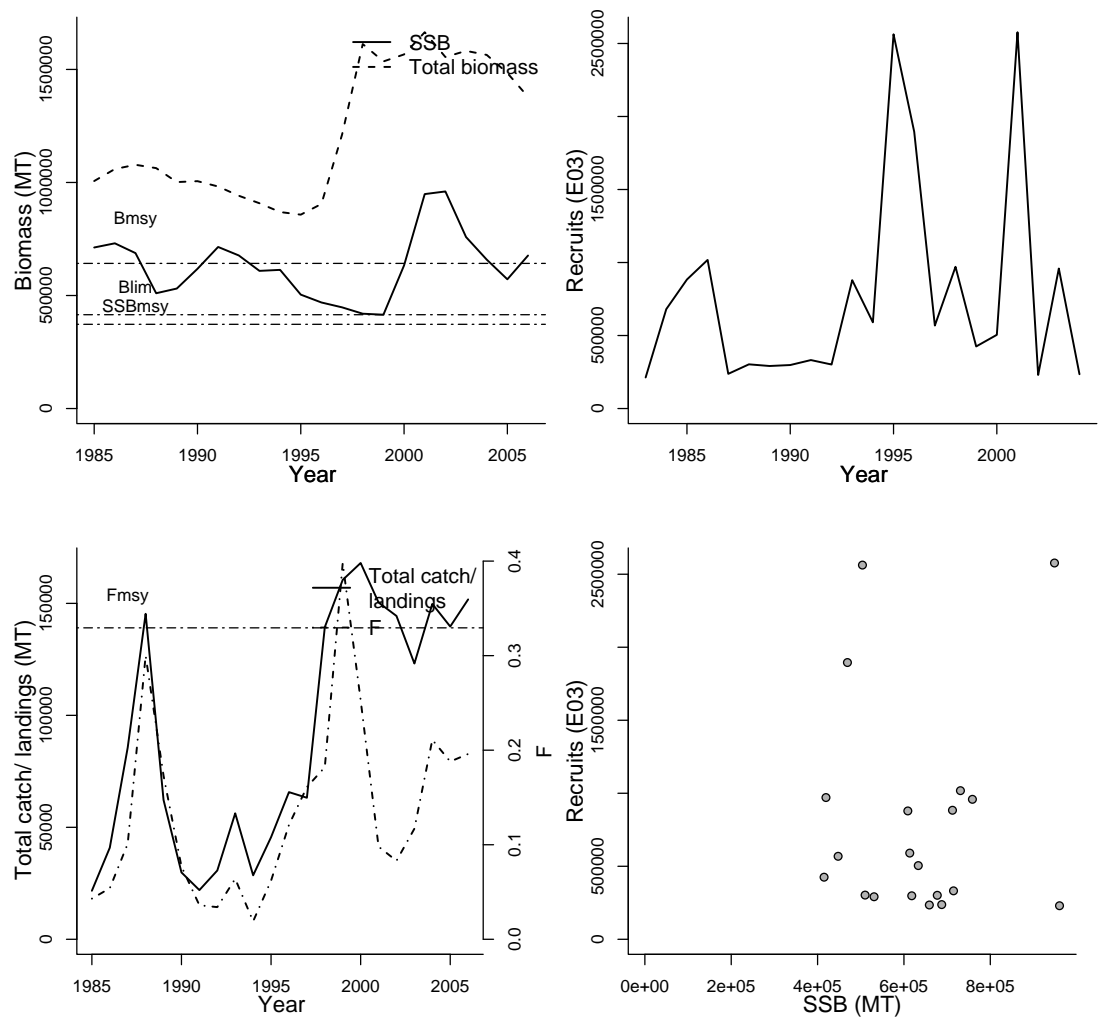 SSB
Total biomass
Biomass (MT)
0
500000
1000000
1500000
Bmsy
Blim
SSBmsy
1985
1990
1995
2000
2005
Year
Recruits (E03)
0
500000
1500000
2500000
1985
1990
1995
2000
Year
Total catch/ landings (MT)
0
50000
100000
150000
Fmsy
Total catch/
landings
F
0.0
0.1
0.2
0.3
0.4
F
1985
1990
1995
2000
2005
Year
Recruits (E03)
0
500000
1500000
2500000
0e+00
2e+05
4e+05
6e+05
8e+05
SSB (MT)